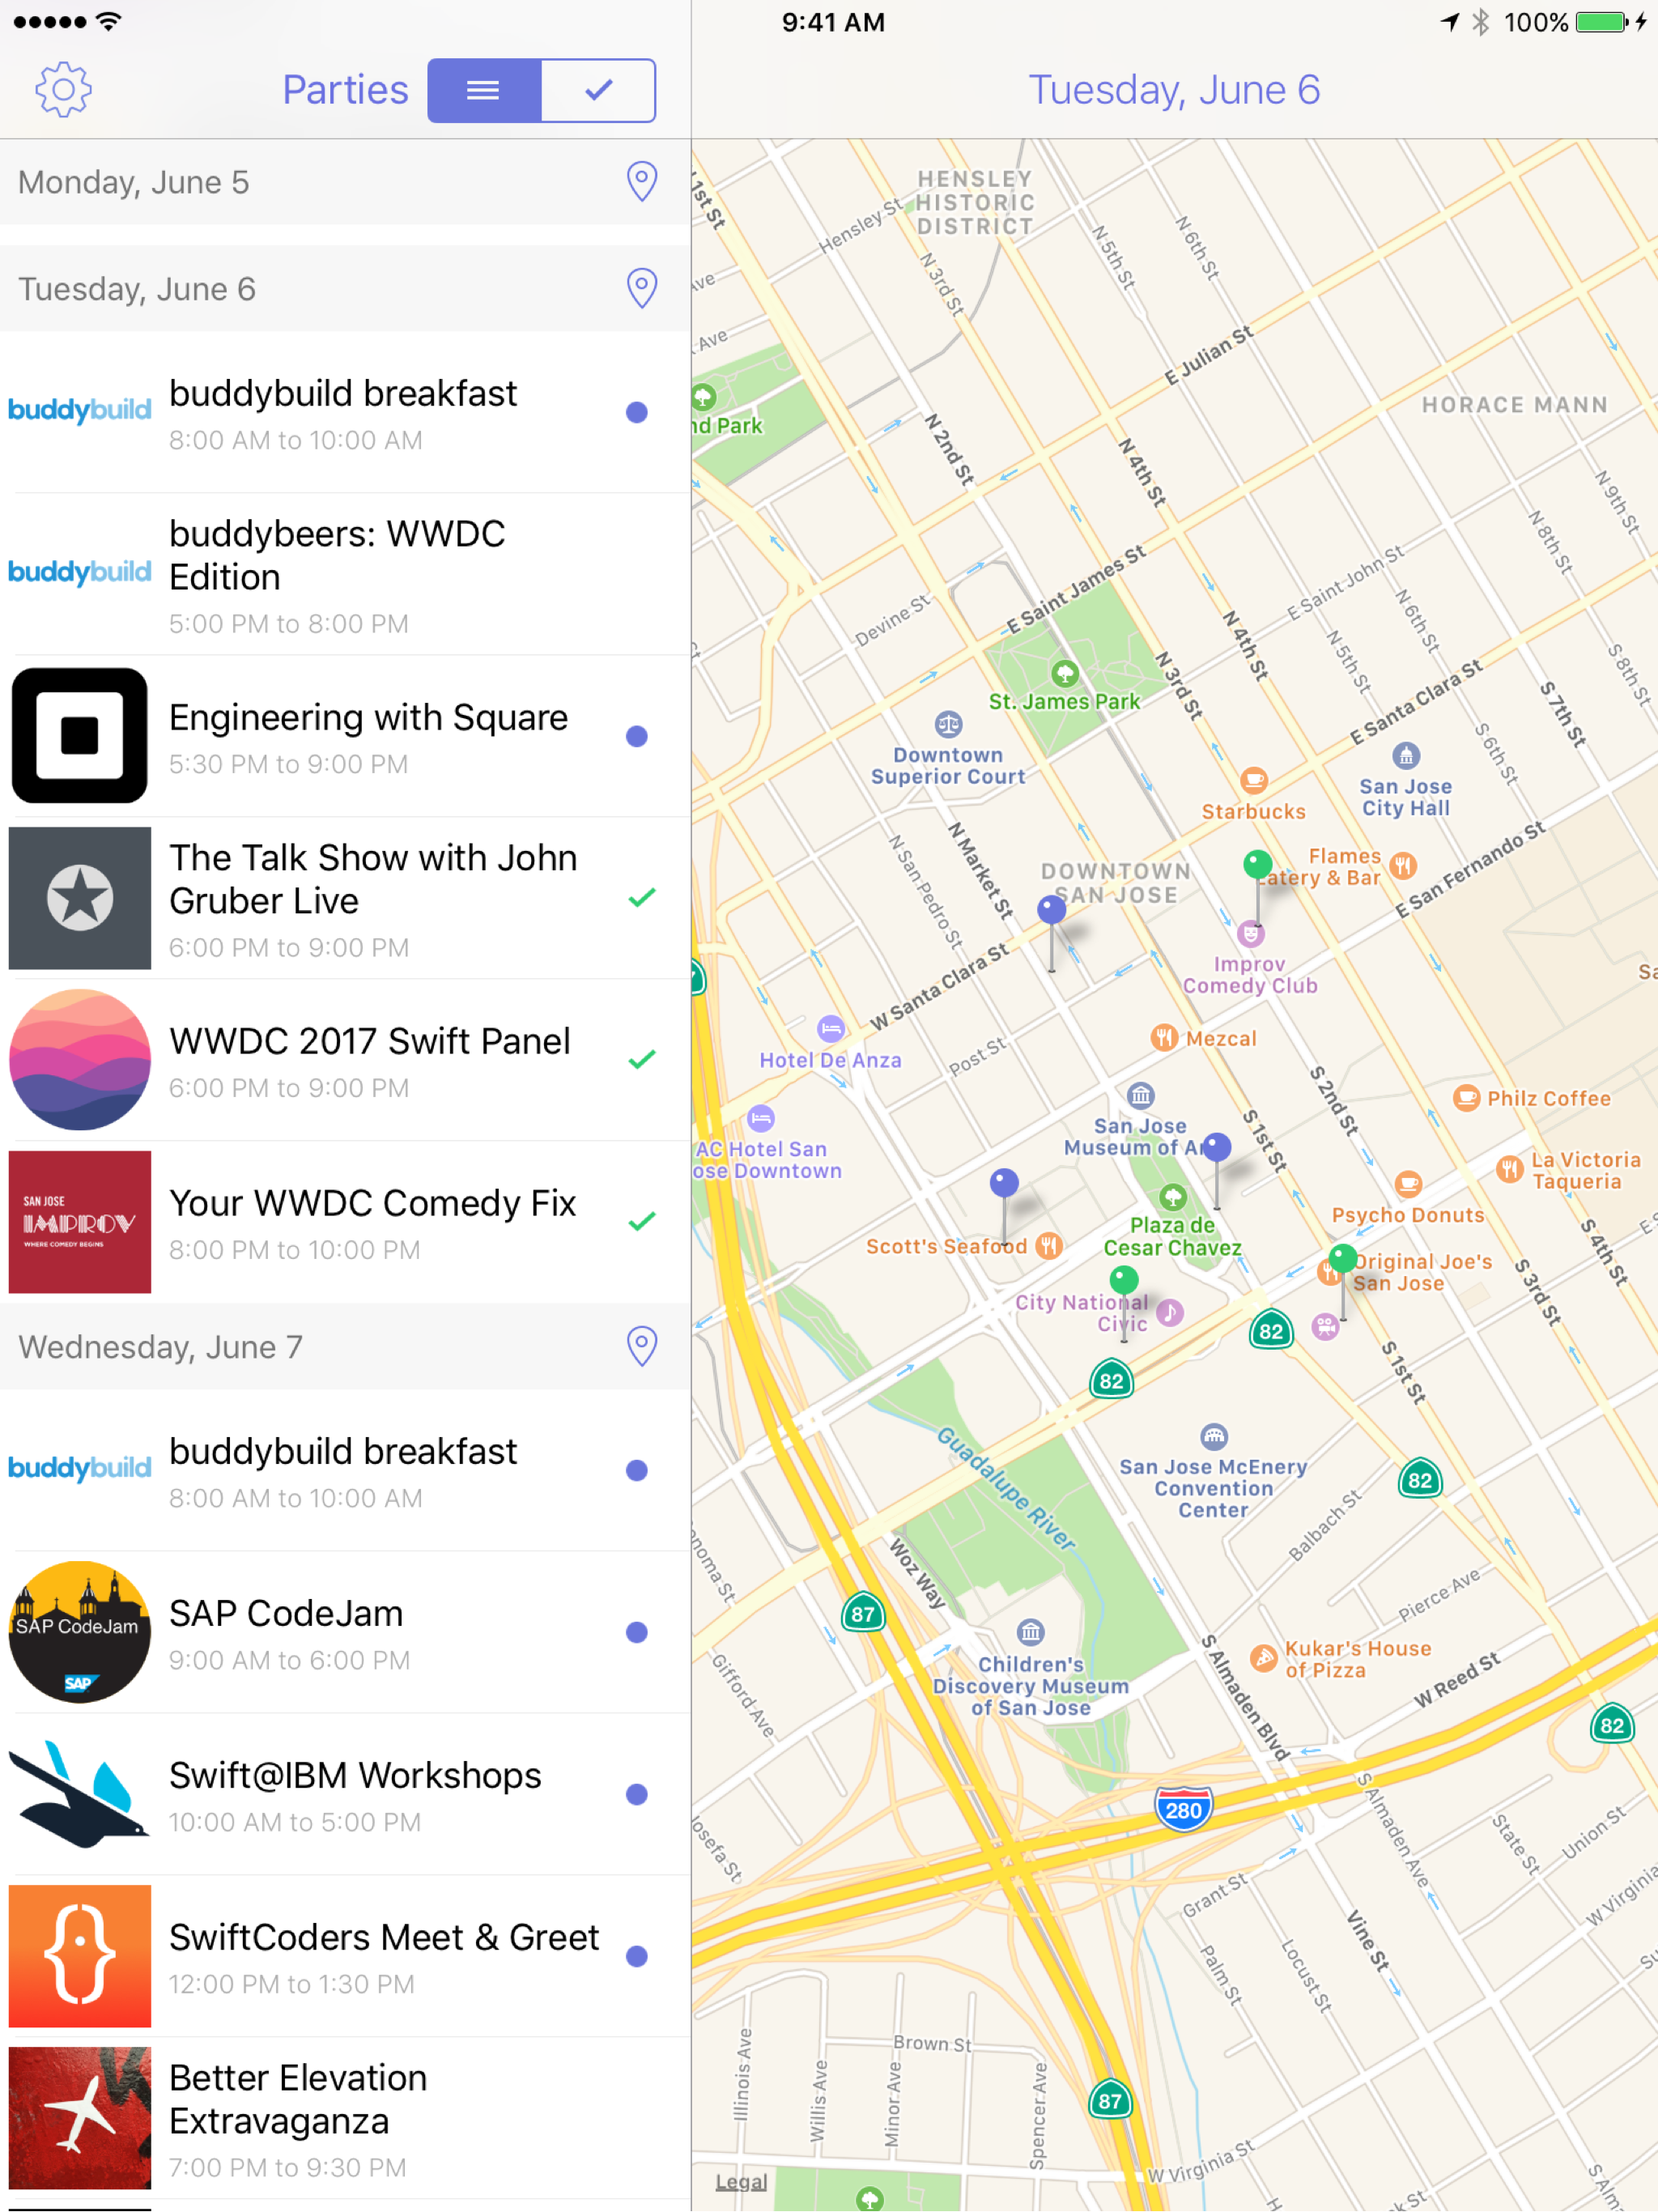 9:41 AM
100%
Parties
Tuesday, June 6
Monday, June 5
Tuesday, June 6
buddybuild
buddybuild breakfast
8:00 AM to 10:00 AM
buddybuild
buddybeers: WWDC
Edition
5:00 PM to 8:00 PM
Engineering with Square
5:30 PM to 9:00 PM
The Talk Show with John
Gruber Live
6:00 PM to 9:00 PM
WWDC 2017 Swift Panel
6:00 PM to 9:00 PM
SAN JOSE
IMPROV
WHERE COMEDY BEGINS
Your WWDC Comedy Fix
8:00 PM to 10:00 PM
Wednesday, June 7
buddybuild
buddybuild breakfast
8:00 AM to 10:00 AM
SAP CodeJam
SAP
SAP CodeJam
9:00 AM to 6:00 PM
Swift@IBM Workshops
10:00 AM to 5:00 PM
SwiftCoders Meet & Greet
12:00 PM to 1:30 PM
Better Elevation
Extravaganza
7:00 PM to 9:30 PM
HENSLEY
HISTORIC
DISTRICT
1st St
Hensley St
N 3rd St
N 5th St
N 6th St
Ave
Ave
E Julian St
HORACE MANN
nd Park
N 2nd St
N 4th St
N 9th St
N 8th St
E Saint James St
E Saint John St
Devine St
N 4th St
N 6th St
N 5th St
S 8th St
St. James Park
N 3rd St
E Santa Clara St
S 7th St
S 6th St
Downtown
Superior Court
San Jose
City Hall
Starbucks
N San Pedro St
N Market St
DOWNTOWN
SAN JOSE
Flames
Eatery & Bar
E San Fernando St
Improv
Comedy Club
W Santa Clara St
Hotel De Anza
Post St
Mezcal
S 2nd St
Philz Coffee
AC Hotel San
ose Downtown
San Jose
Museum of Ar
S 1st St
La Victoria
Taqueria
Psycho Donuts
Plaza de
Cesar Chavez
Scott's Seafood
S 4th St
S 3rd St
Original Joe's
San Jose
City National
Civic
82
82
S 1st St
Guadalupe River
San Jose McEnery
Convention
Center
82
Balbach St
onoma St
Woz Way
87
Pierce Ave
Children's
Discovery Museum
of San Jose
Kukar's House
of Pizza
W Reed St
Gifford Ave
S Almaden Blvd
82
280
S Almaden Ave
Josefa St
State St
Union St
Grant St
W Virginia
Vine St
Palm St
Locust St
Brown St
Illinois Ave
Willis Ave
Minor Ave
Spencer Ave
87
W Virginia St
Legal